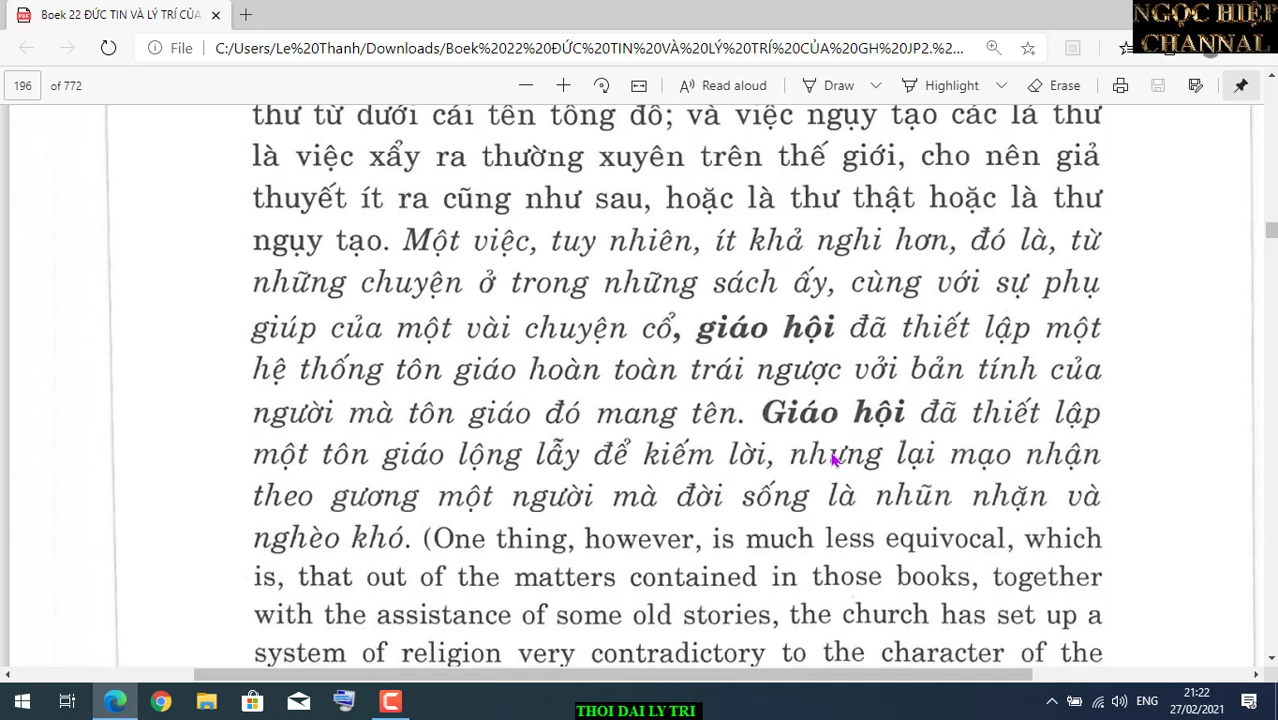 Boek 22 ĐỨC TIN VÀ LÝ TRÍ CỦA
NGỌC HIỆP
CHANNAL
File C:/Users/Le%20Thanh/Downloads/Boek%2022%20ĐỨC%20TIN%20VÀ%20LÝ%20TRÍ%20CỦA%20GH%20JP2.%...
196 of 772 Read aloud Draw Highlight Erase
thư từ dưới cái tên tông đồ; và việc ngụy tạo các lá thư
là việc xẩy ra thường xuyên trên thế giới, cho nên giả
thuyết ít ra cũng như sau, hoặc là thư thật hoặc là thư
ngụy tạo. Một việc, tuy nhiên, ít khả nghi hơn, đó là, từ
những chuyện ở trong những sách ấy, cùng với sự phụ
giúp của một vài chuyện cổ, giáo hội đã thiết lập một
hệ thống tôn giáo hoàn toàn trái ngược với bản tính của
người mà tôn giáo đó mang tên. Giáo hội đã thiết lập
một tôn giáo lộng lẫy để kiếm lời, nhưng lại mạo nhận
theo gương một người mà đời sống là nhũn nhặn và
nghèo khó. (One thing, however, is much less equivocal, which
is, that out of the matters contained in those books, together
with the assistance of some old stories, the church has set up a
system of religion very contradictory to the character of the
ENG
21:22
27/02/2021
THOI DAI LY TRI